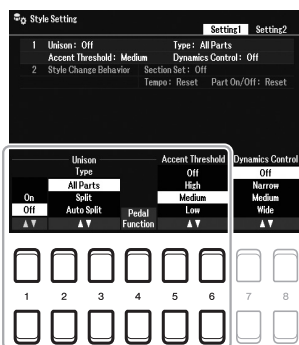 Style Setting
Setting1 Setting2
1 Unison: Off Type: All Parts
Accent Threshold: Medium Dynamics Control: Off
2 Style Change Behavior Section Set: Off
Tempo: Reset Part On/Off: Reset
Unison Accent Threshold Dynamics Control
Type Off Off
All Parts High Narrow
On Split Medium Medium
Off Auto Split Pedal Function Low Wide
1 2 3 4 5 6 7 8